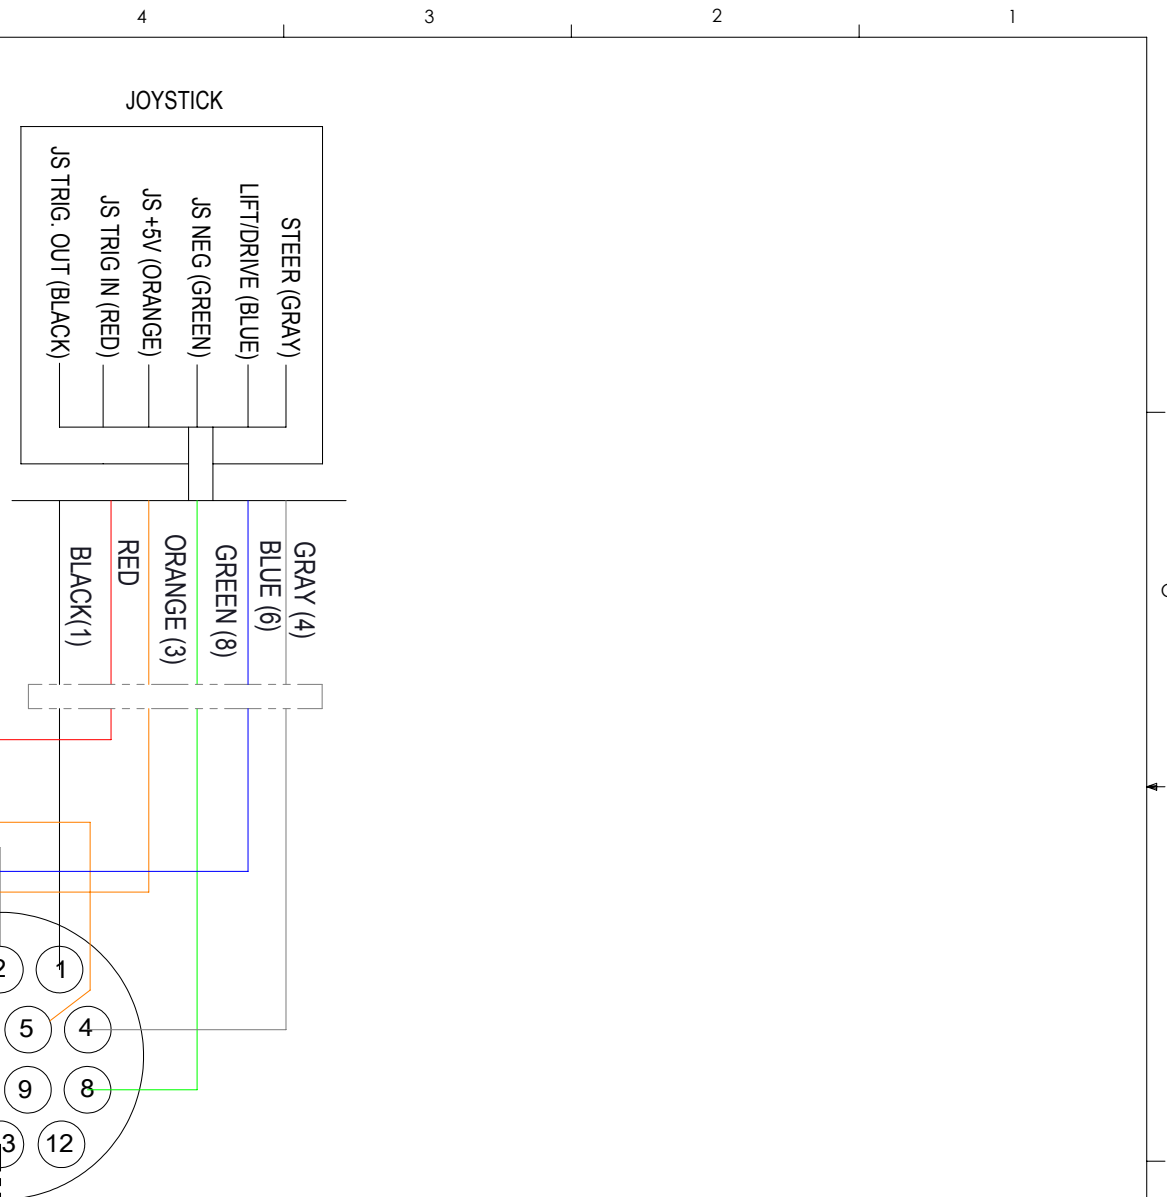 4 3 2 1
JOYSTICK
JS TRIG. OUT (BLACK)
JS TRIG IN (RED)
JS +5V (ORANGE)
JS NEG (GREEN)
LIFT/DRIVE (BLUE)
STEER (GRAY)
BLACK(1)
RED
ORANGE (3)
GREEN (8)
BLUE (6)
GRAY (4)
2 1
5 4
9 8
3 12